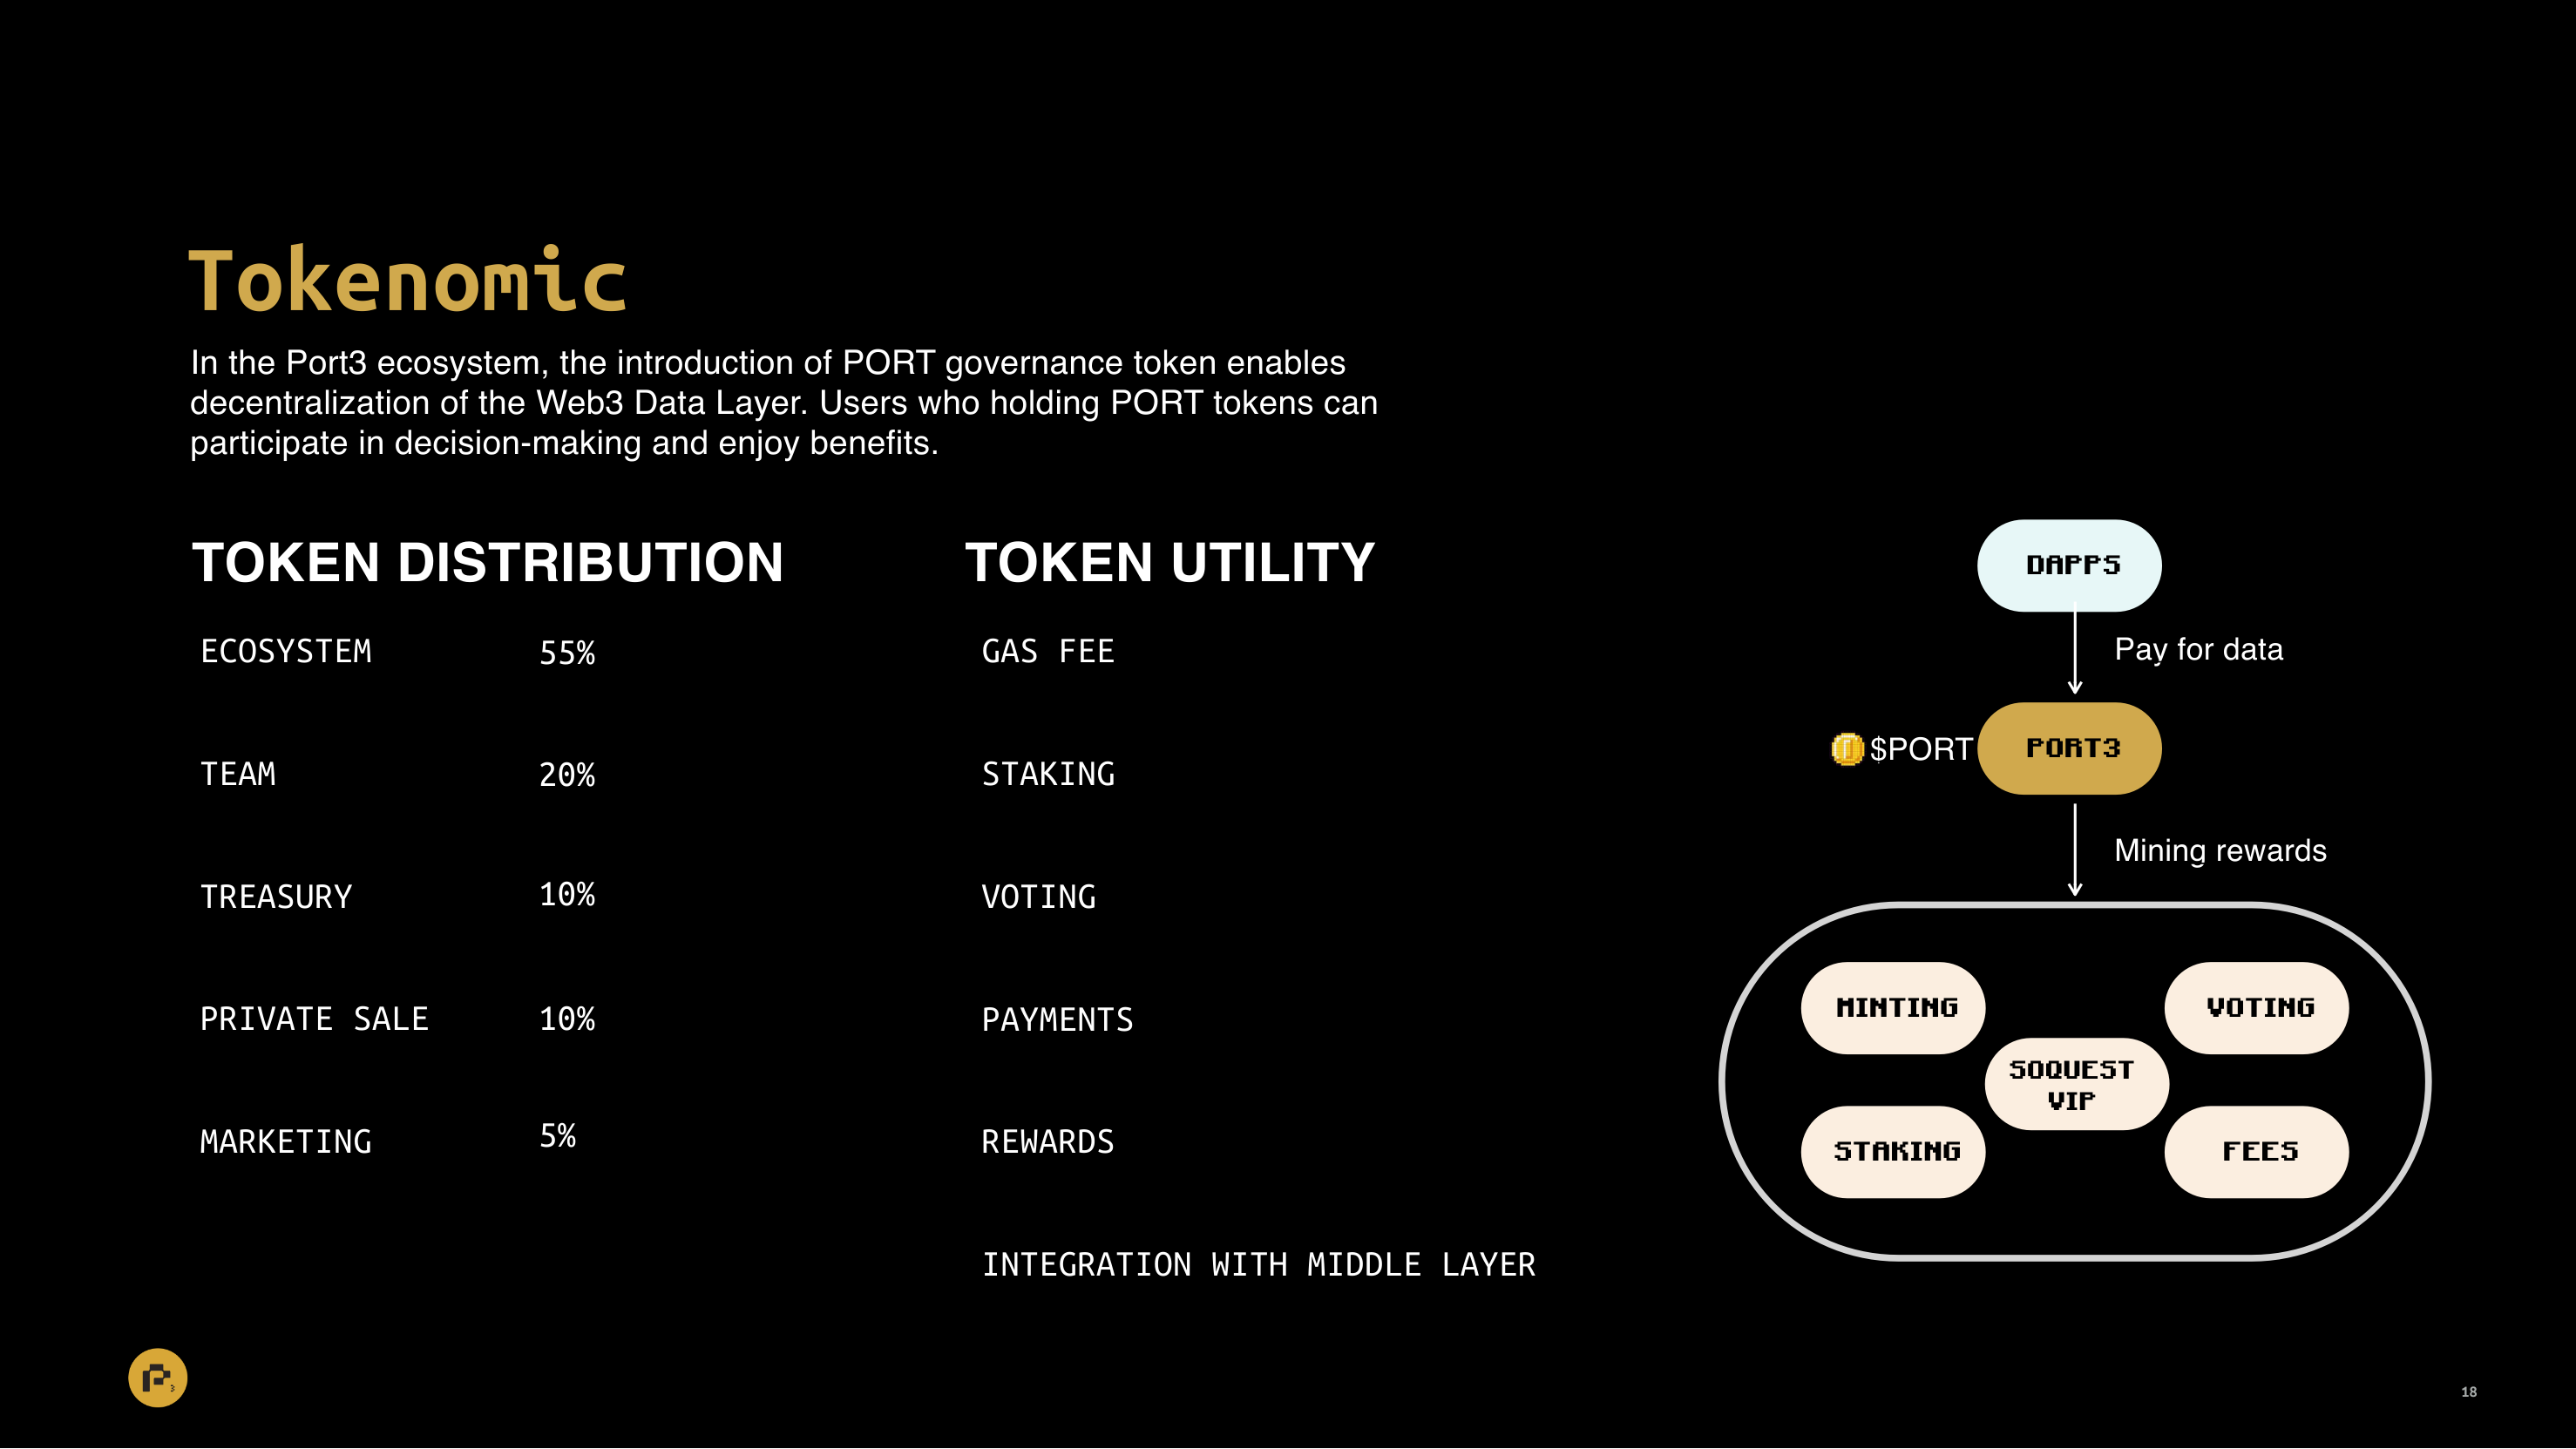 Tokenomic
In the Port3 ecosystem, the introduction of PORT governance token enables
decentralization of the Web3 Data Layer. Users who holding PORT tokens can
participate in decision-making and enjoy benefits.
TOKEN DISTRIBUTION
ECOSYSTEM 55%
TEAM 20%
TREASURY 10%
PRIVATE SALE 10%
MARKETING 5%
TOKEN UTILITY
GAS FEE
STAKING
VOTING
PAYMENTS
REWARDS
INTEGRATION WITH MIDDLE LAYER
DAPPS
Pay for data
$PORT PORT3
Mining rewards
MINTING VOTING
SOQUEST
VIP
STAKING FEES
P3
18